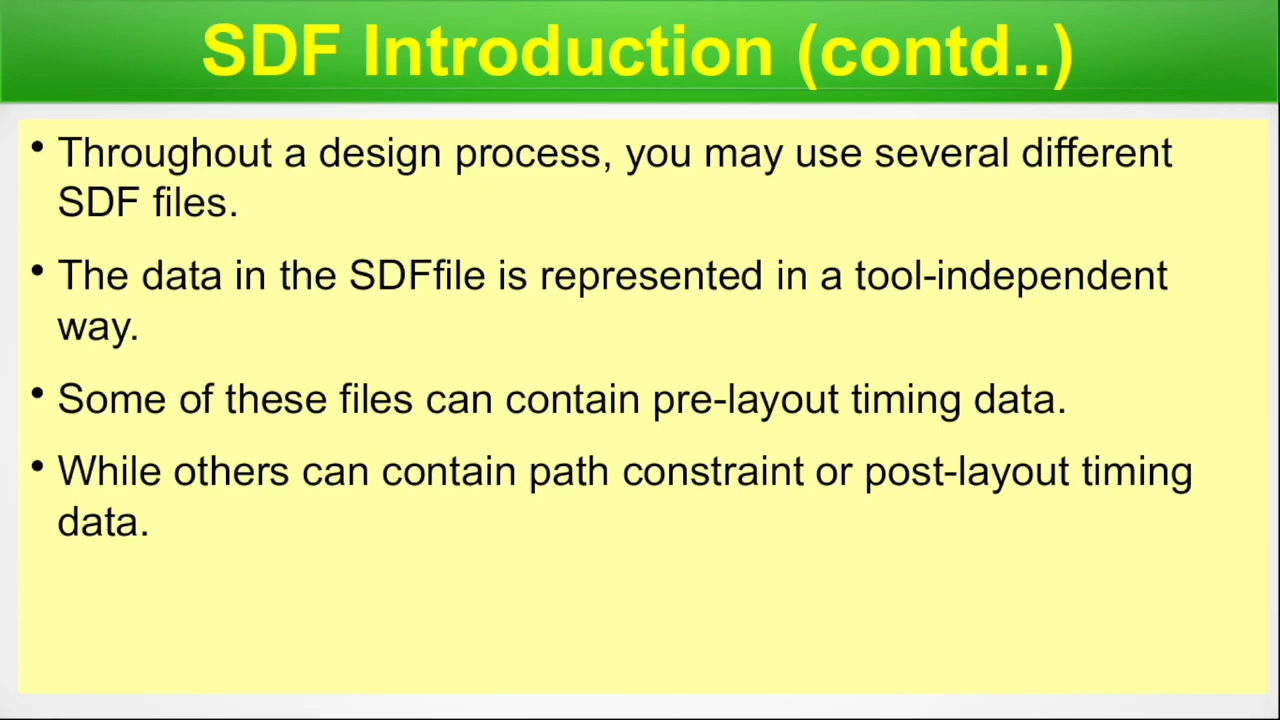 SDF Introduction (contd..)
• Throughout a design process, you may use several different
SDF files.
• The data in the SDFfile is represented in a tool-independent
way.
• Some of these files can contain pre-layout timing data.
• While others can contain path constraint or post-layout timing
data.